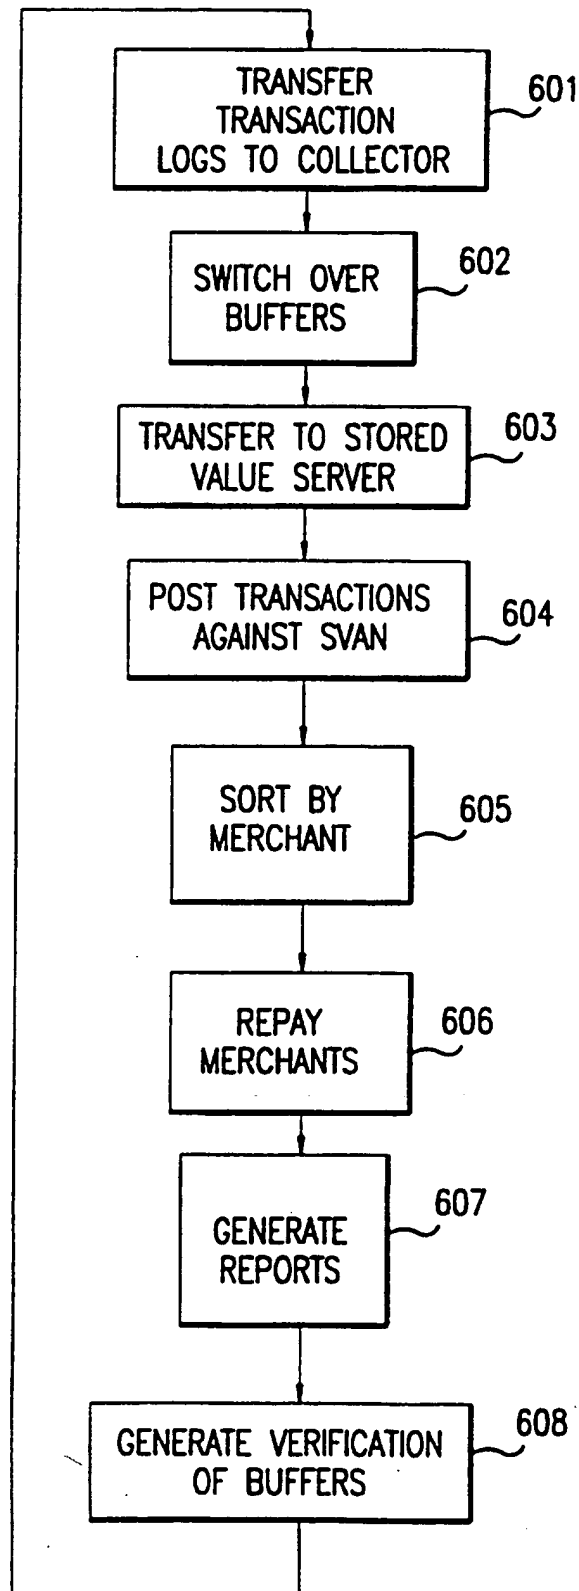 TRANSFER
TRANSACTION
LOGS TO COLLECTOR
601
SWITCH OVER
BUFFERS
602
TRANSFER TO STORED
VALUE SERVER
603
POST TRANSACTIONS
AGAINST SVAN
604
SORT BY
MERCHANT
605
REPAY
MERCHANTS
606
GENERATE
REPORTS
607
GENERATE VERIFICATION
OF BUFFERS
608